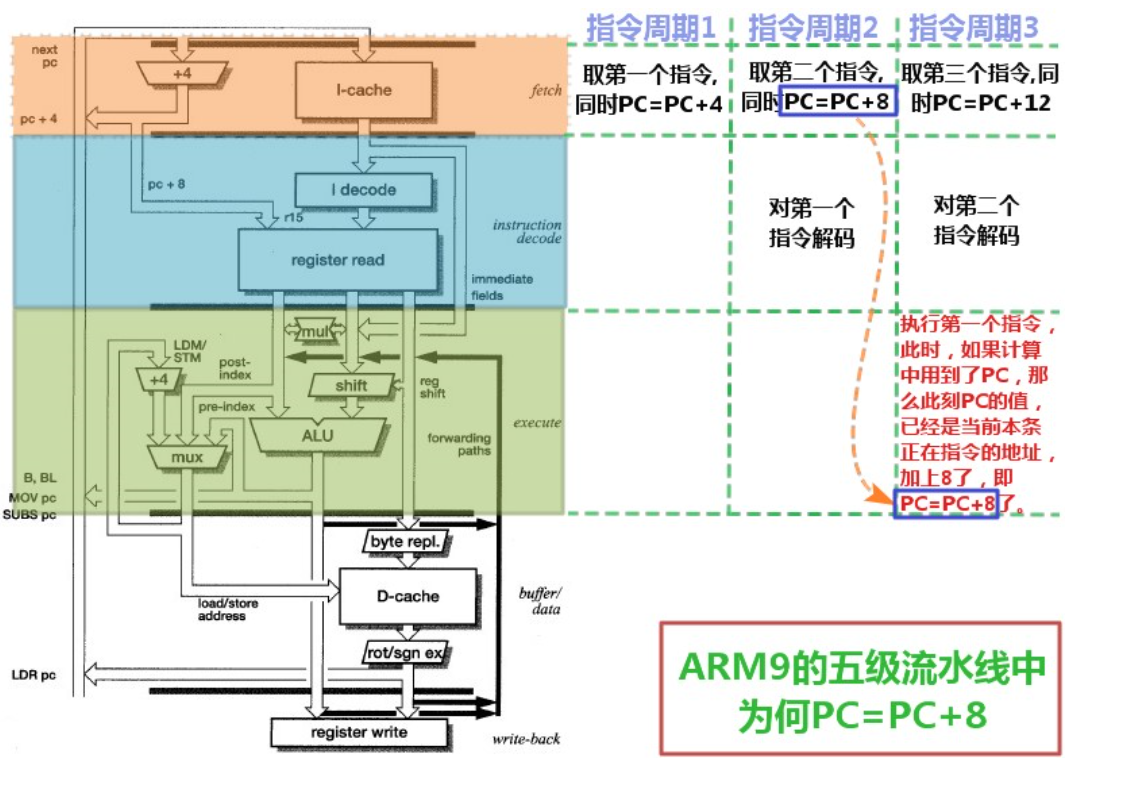 指令周期1
指令周期2
指令周期3
next
pc
+4
I-cache
fetch
pc + 4
取第一个指令,
同时PC=PC+4
取第二个指令,
同时PC=PC+8
取第三个指令,同
时PC=PC+12
pc + 8
I decode
r15
instruction
decode
register read
immediate
fields
对第一个
指令解码
对第二个
指令解码
mul
LDM/
STM
post-
index
+4
shift
reg
shift
pre-index
ALU
execute
forwarding
paths
mux
B, BL
MOV pc
SUBS pc
执行第一个指令，
此时，如果计算
中用到了PC，那
么此刻PC的值，
已经是当前本条
正在指令的地址，
加上8了，即
PC=PC+8了。
byte repl.
D-cache
buffer/
data
load/store
address
rot/sgn ex
LDR pc
register write
write-back
ARM9的五级流水线中
为何PC=PC+8